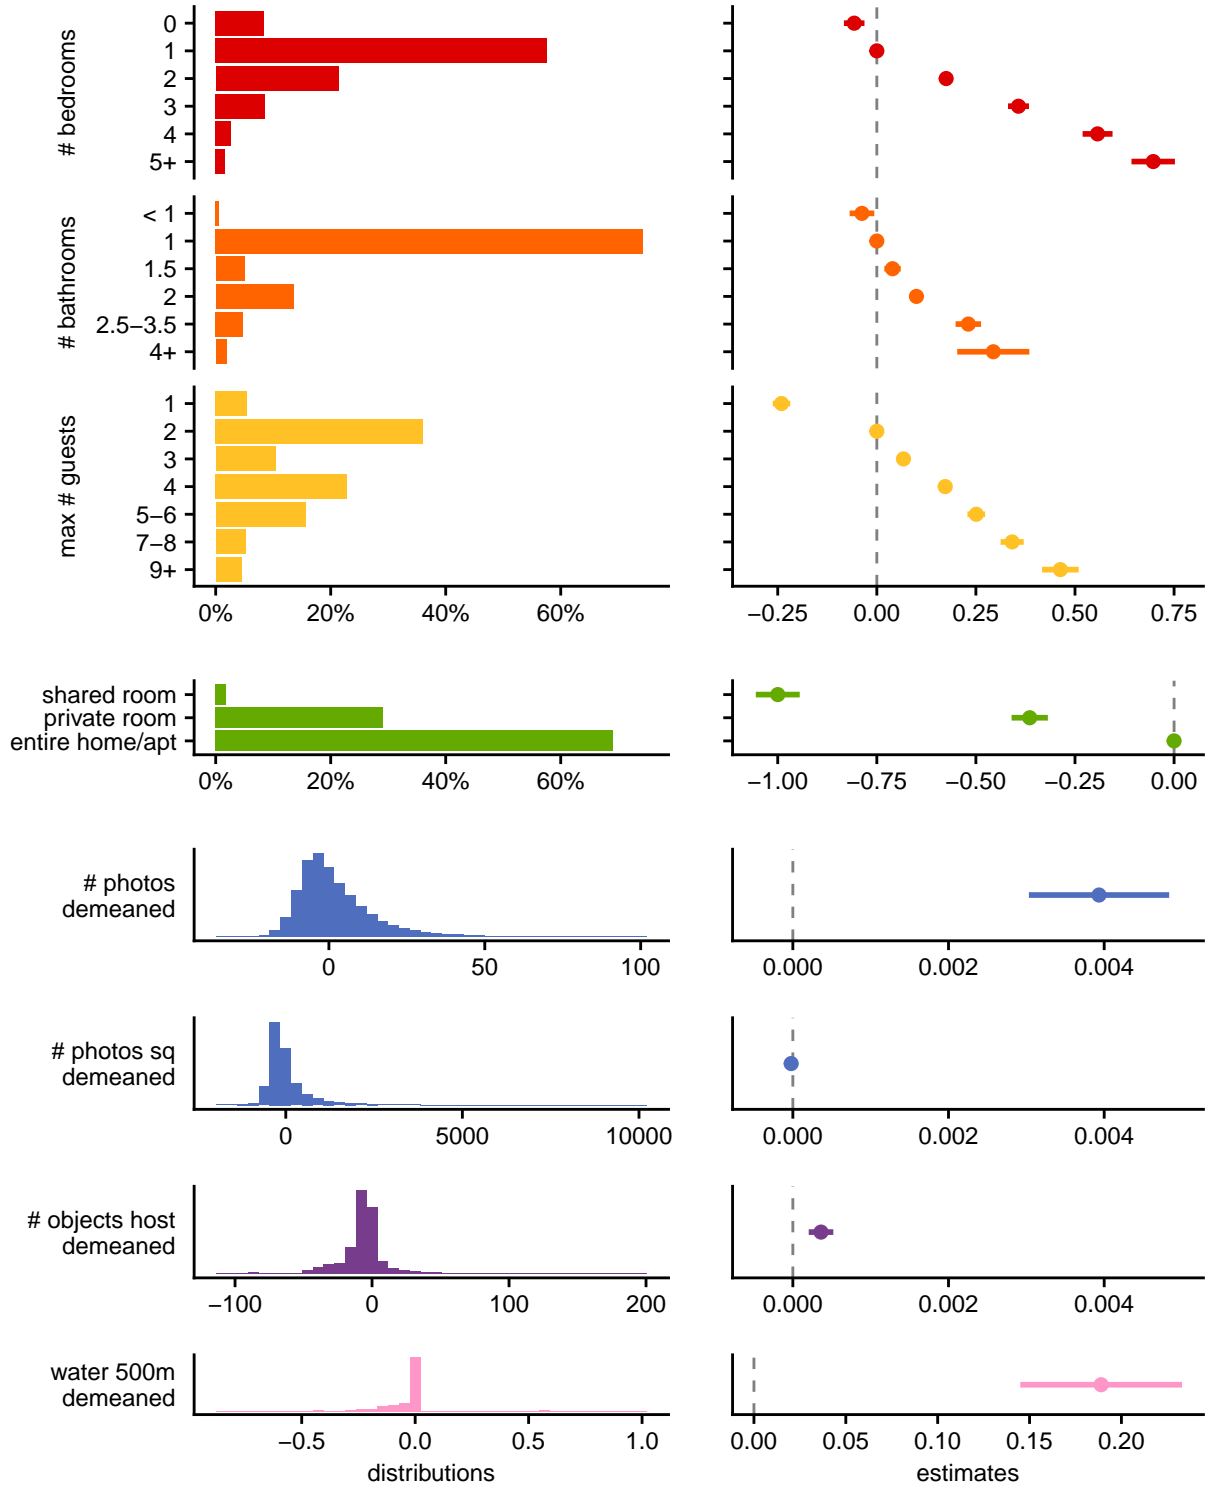 # bedrooms
0
1
2
3
4
5+
# bathrooms
< 1
1
1.5
2
2.5−3.5
4+
max # guests
1
2
3
4
5−6
7−8
9+
0% 20% 40% 60%
−0.25 0.00 0.25 0.50 0.75
shared room
private room
entire home/apt
0% 20% 40% 60%
−1.00 −0.75 −0.50 −0.25 0.00
# photos
demeaned
0 50 100
0.000 0.002 0.004
# photos sq
demeaned
0 5000 10000
0.000 0.002 0.004
# objects host
demeaned
−100 0 100 200
0.000 0.002 0.004
water 500m
demeaned
−0.5 0.0 0.5 1.0
0.00 0.05 0.10 0.15 0.20
distributions
estimates